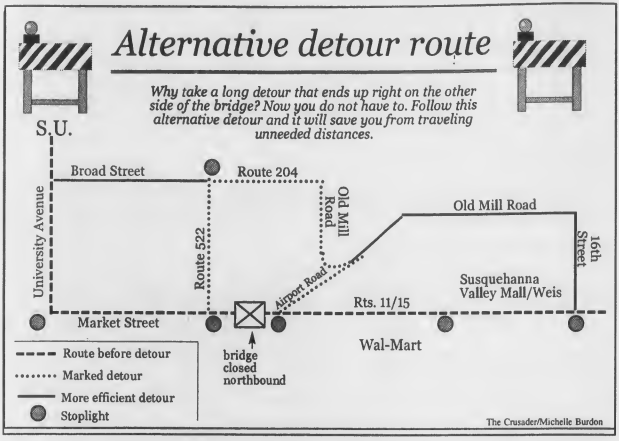 Alternative detour route
Why take a long detour that ends up right on the other
side of the bridge? Now you do not have to. Follow this
alternative detour and it will save you from traveling
unneeded distances.
S.U.
Broad Street
Route 204
Old Mill
Road
Old Mill Road
University Avenue
Route 522
16th
Street
Airport Road
Susquehanna
Valley Mall/Weis
Rts. 11/15
Market Street
Wal-Mart
bridge
closed
northbound
Route before detour
Marked detour
More efficient detour
Stoplight
The Crusader/Michelle Burdon